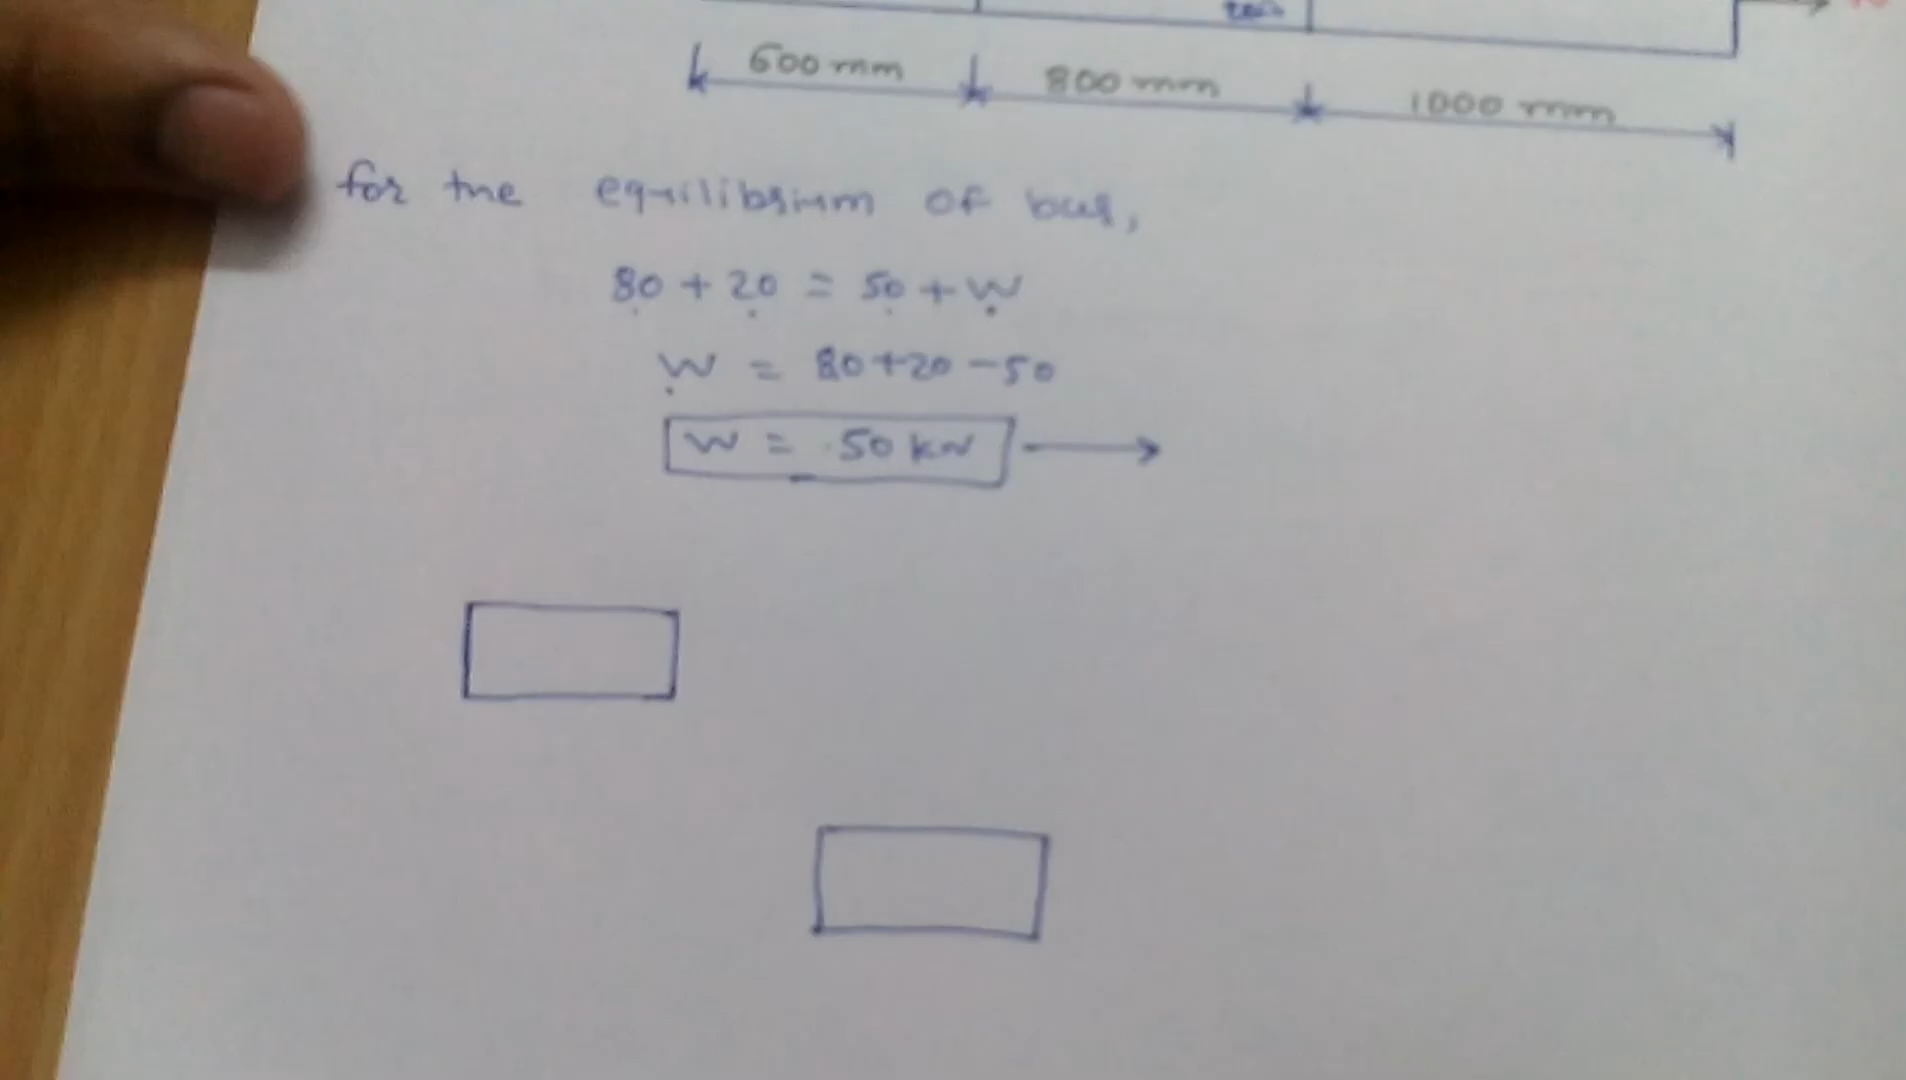 600 mm 800 mm 1000 mm
for the equilibrium of bar,
80 + 20 = 50 + W
W = 80+20-50
W = 50 kN